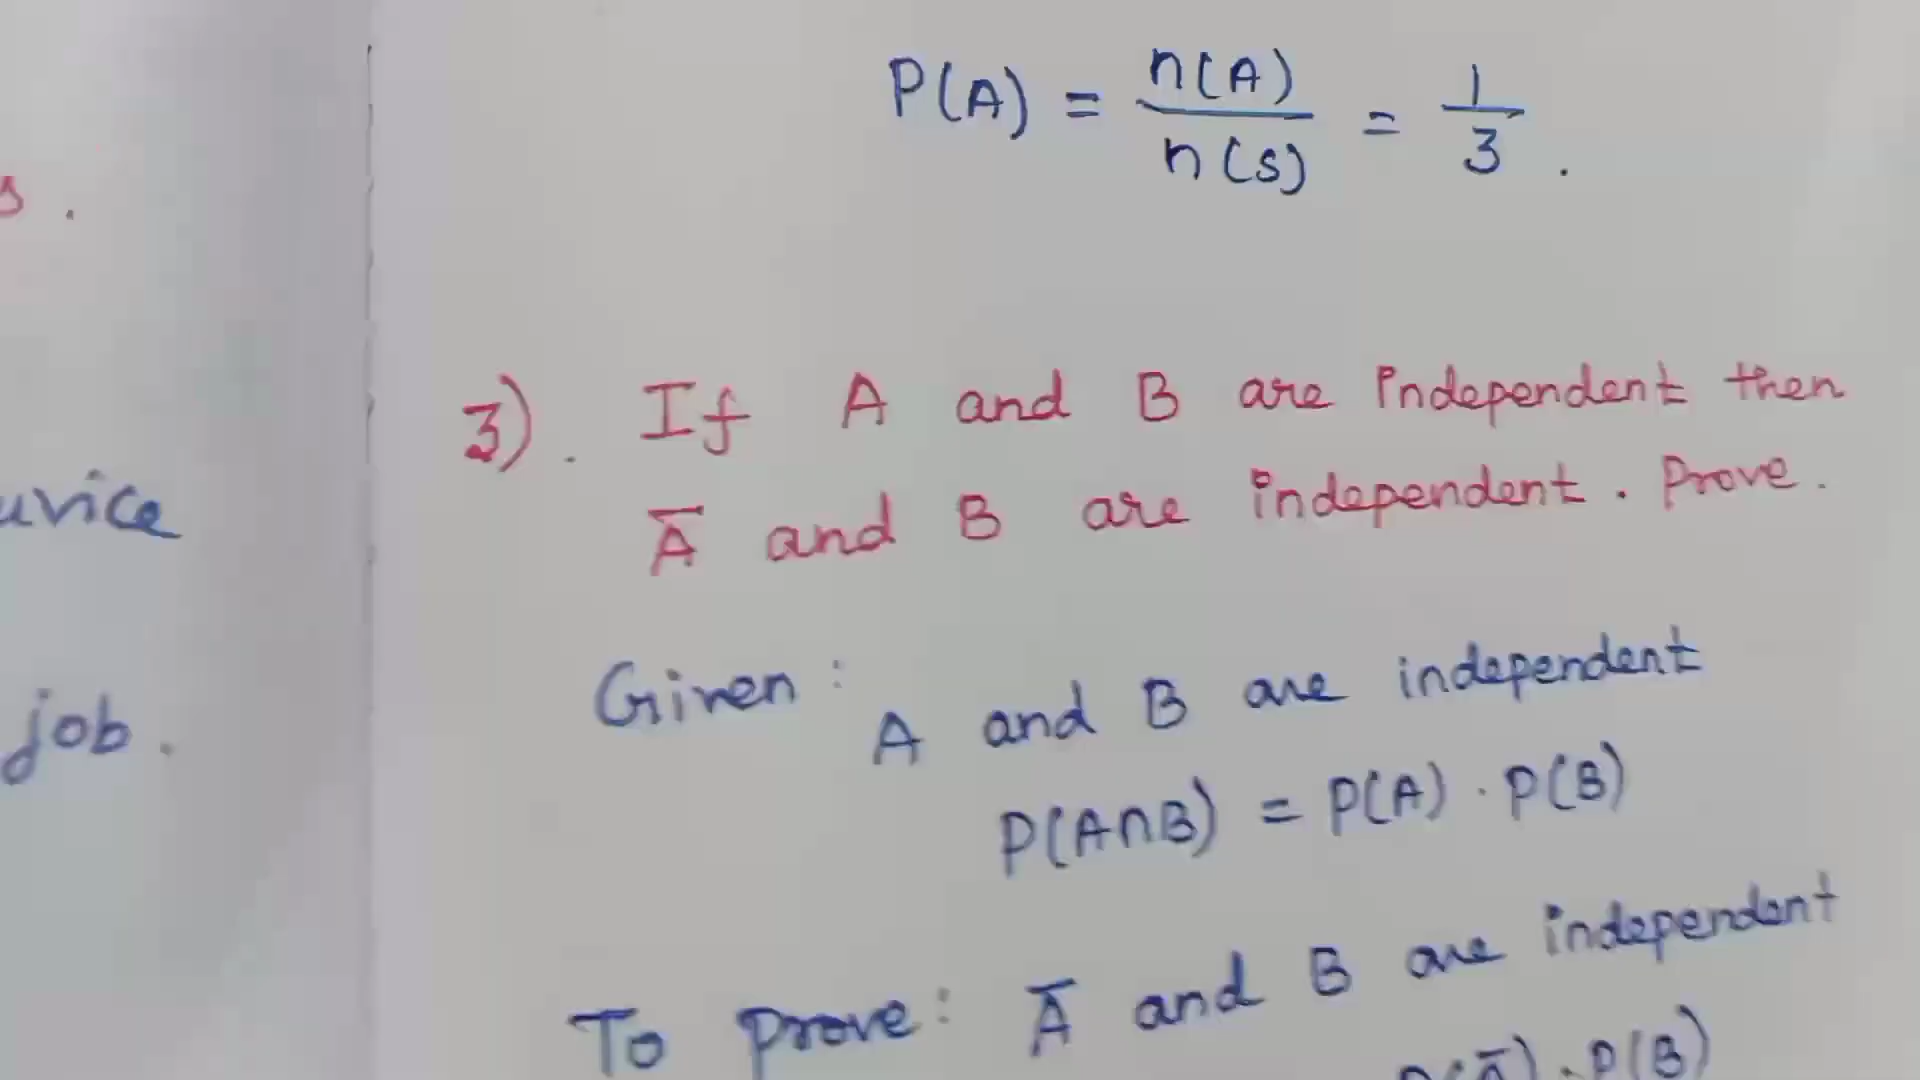 s.
job.
P(A) = n(A) / n(S) = 1/3 .
3). If A and B are independent then
Ā and B are independent. Prove.
Given: A and B are independent
P(A∩B) = P(A) · P(B)
To prove: Ā and B are independent
P(Ā) · P(B)